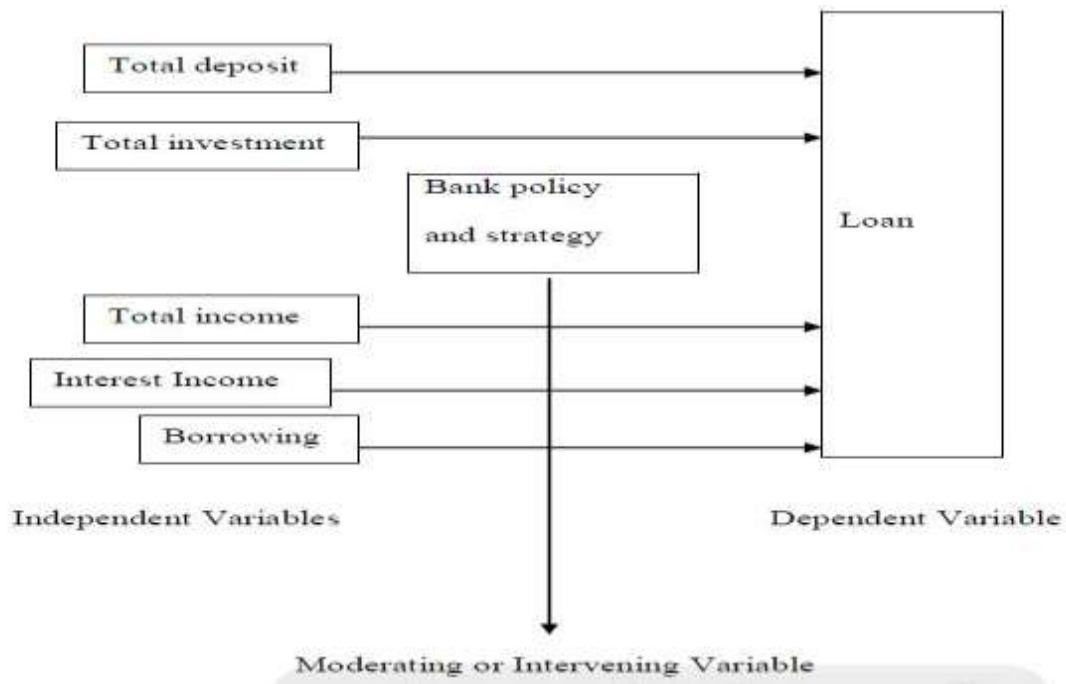 Total deposit
Total investment
Bank policy
and strategy
Loan
Total income
Interest Income
Borrowing
Independent Variables
Dependent Variable
Moderating or Intervening Variable